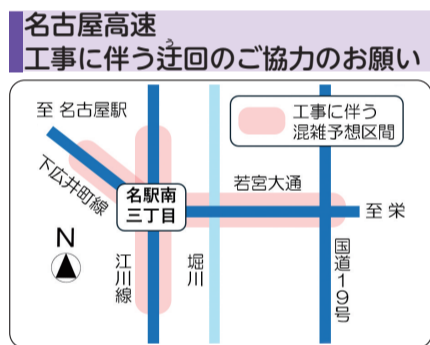 名古屋高速
工事に伴う迂回のご協力のお願い
う
至 名古屋駅
工事に伴う
混雑予想区間
下広井町線
名駅南
三丁目
若宮大通
至 栄
N
江川線
堀川
国道19号